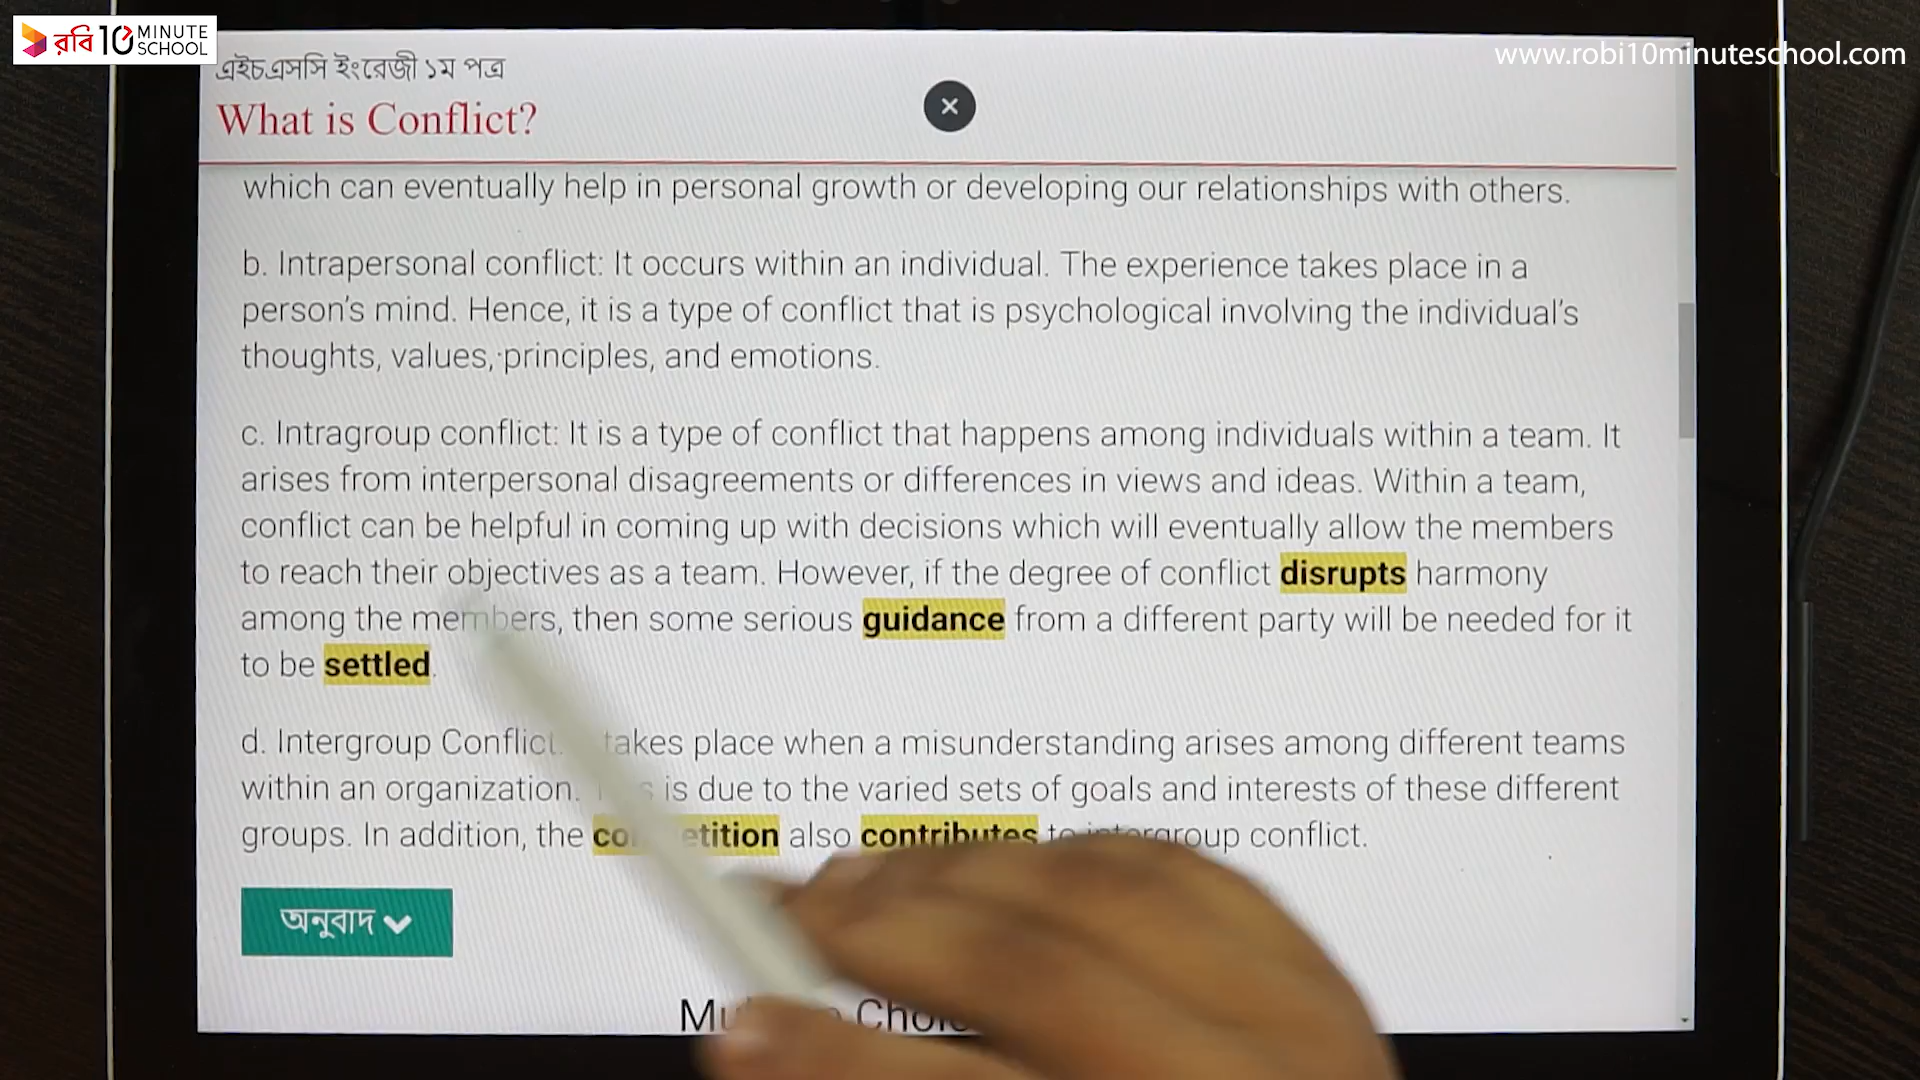 রবি 10 MINUTE SCHOOL
www.robi10minuteschool.com
এইচএসসি ইংরেজী ১ম পত্র
What is Conflict?
which can eventually help in personal growth or developing our relationships with others.
b. Intrapersonal conflict: It occurs within an individual. The experience takes place in a
person's mind. Hence, it is a type of conflict that is psychological involving the individual's
thoughts, values, principles, and emotions.
c. Intragroup conflict: It is a type of conflict that happens among individuals within a team. It
arises from interpersonal disagreements or differences in views and ideas. Within a team,
conflict can be helpful in coming up with decisions which will eventually allow the members
to reach their objectives as a team. However, if the degree of conflict disrupts harmony
among the members, then some serious guidance from a different party will be needed for it
to be settled.
d. Intergroup Conflict: takes place when a misunderstanding arises among different teams
within an organization. is due to the varied sets of goals and interests of these different
groups. In addition, the competition also contributes to intergroup conflict.
অনুবাদ